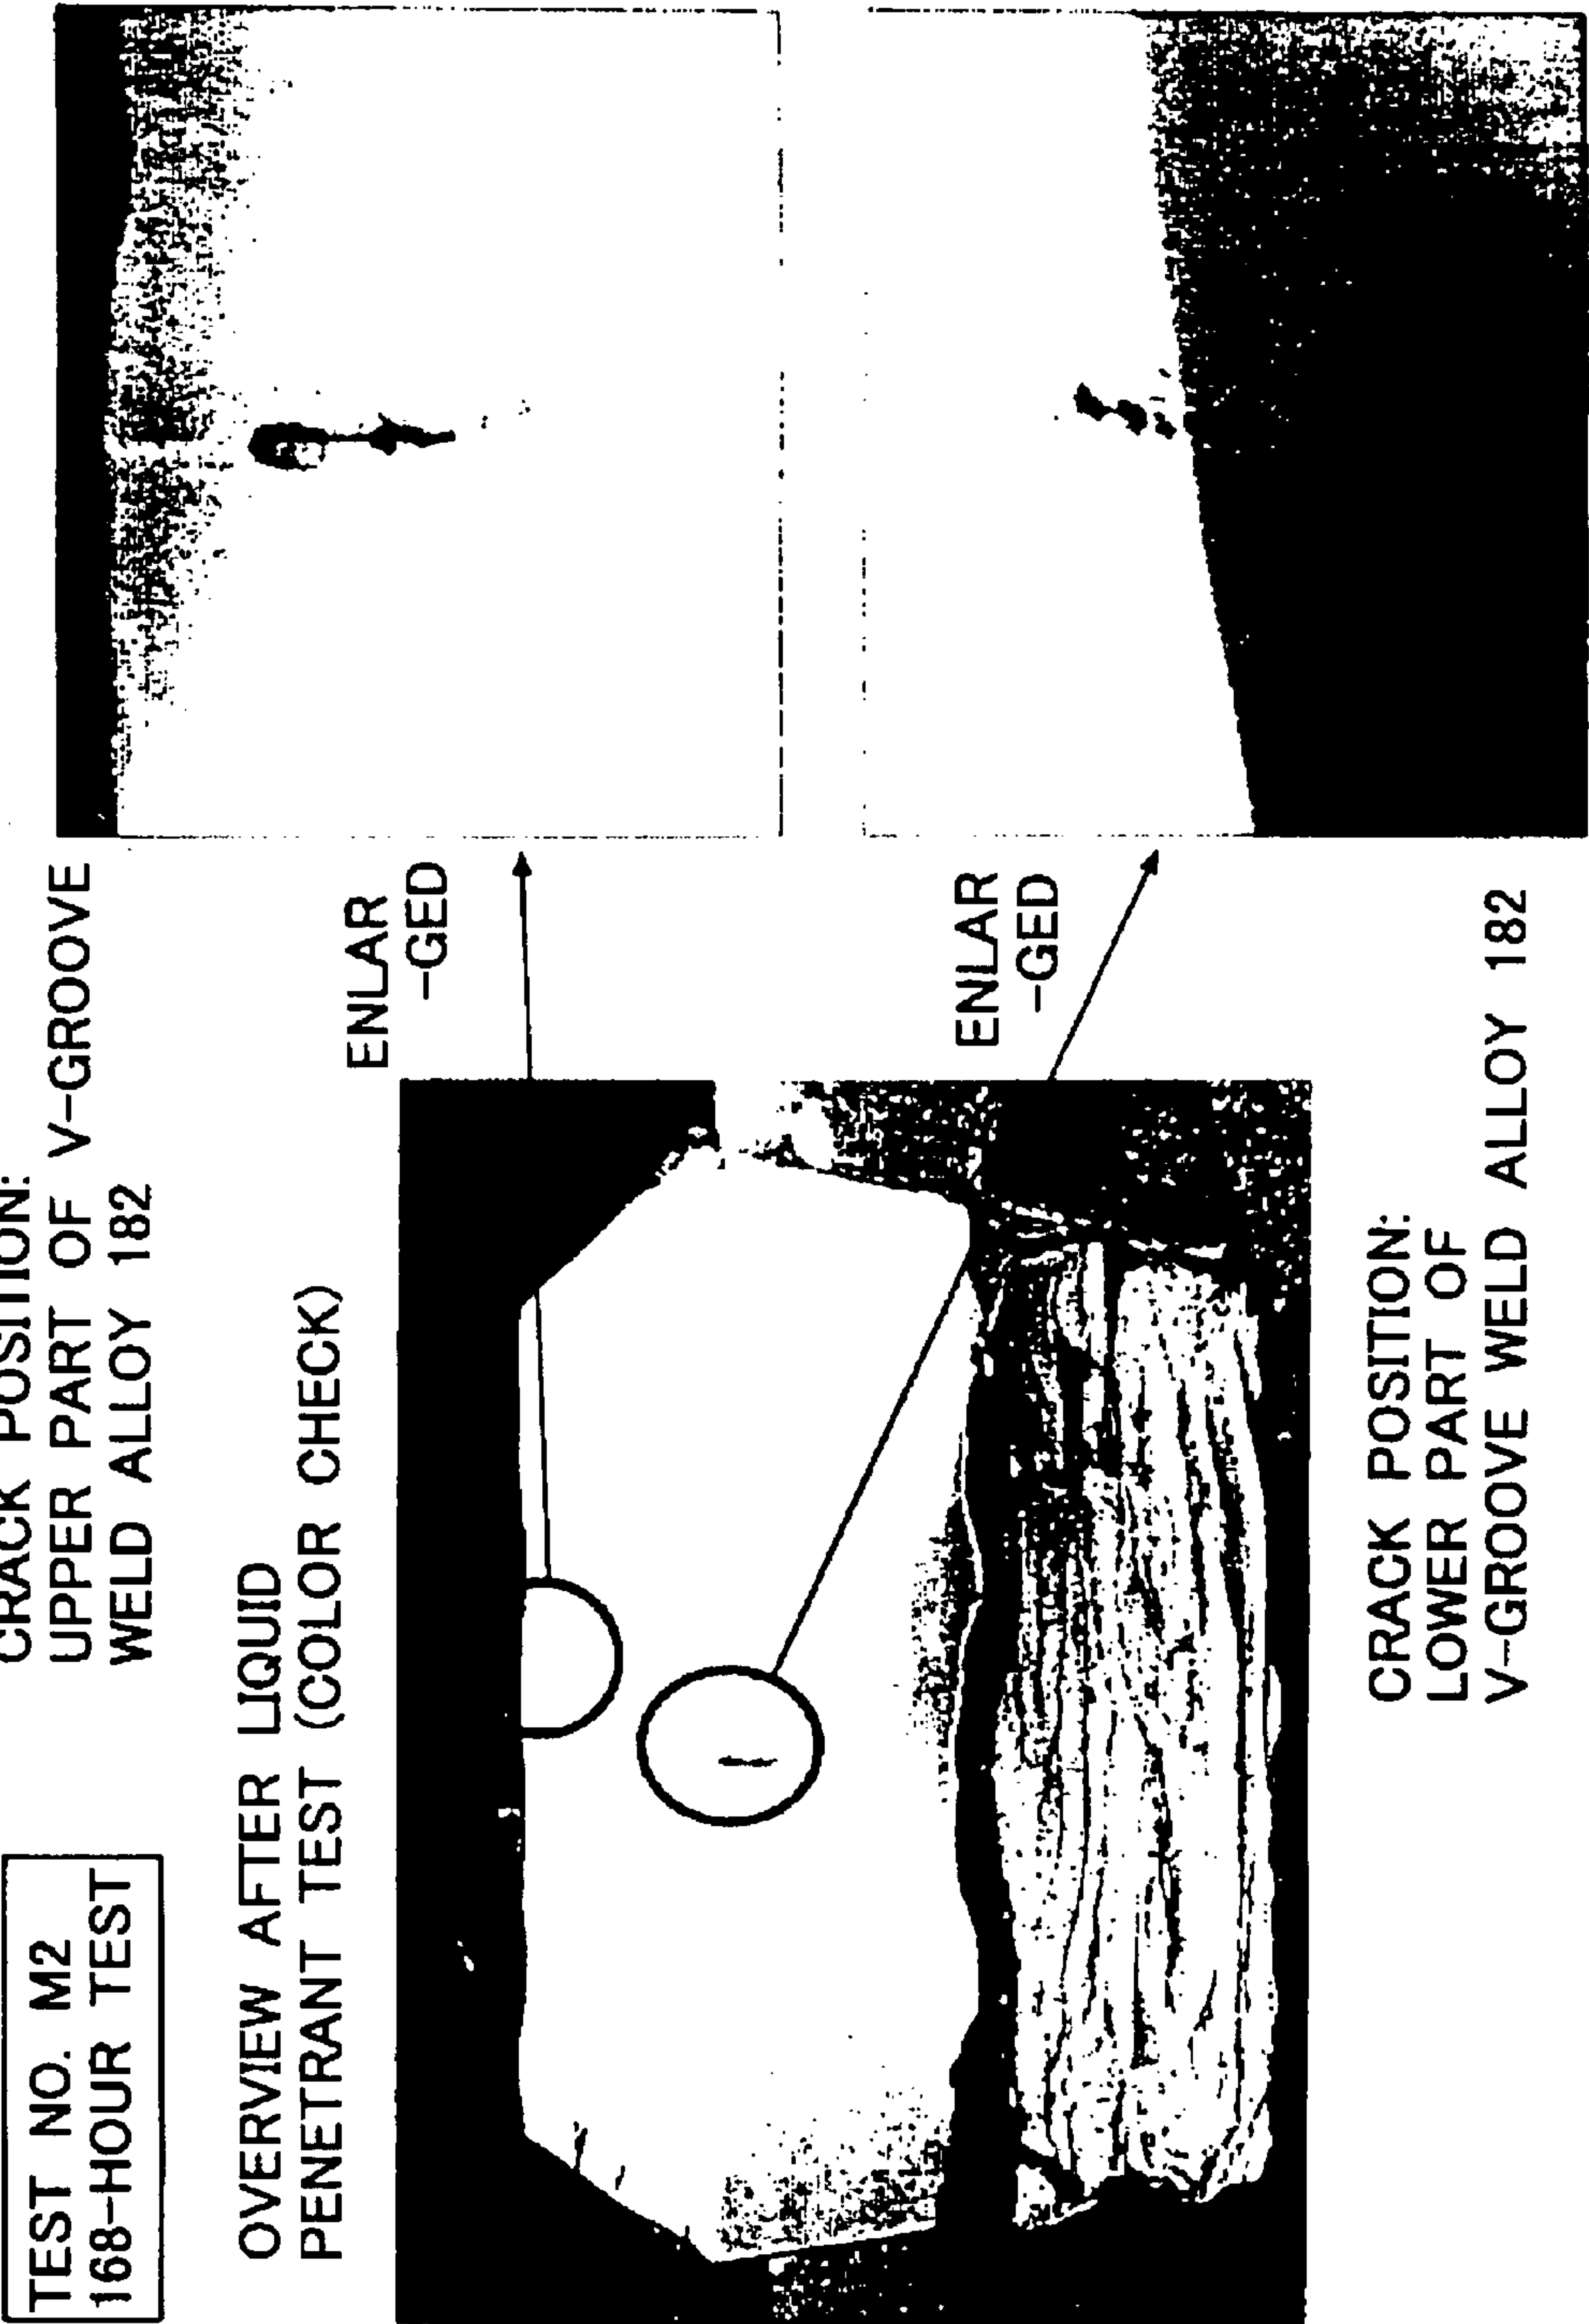 TEST NO. M2
168-HOUR TEST
CRACK POSITION:
UPPER PART OF V-GROOVE
WELD ALLOY 182
OVERVIEW AFTER LIQUID
PENETRANT TEST (COLOR CHECK)
ENLAR
-GED
ENLAR
-GED
CRACK POSITION:
LOWER PART OF
V-GROOVE WELD ALLOY 182